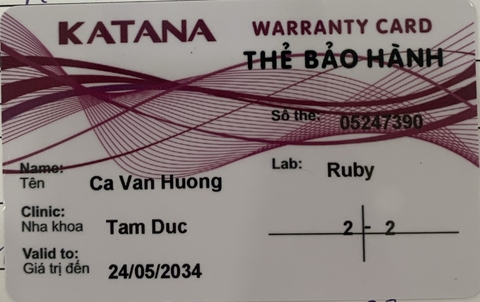 KATANA WARRANTY CARD
THẺ BẢO HÀNH
Số thẻ: 05247390
Name:
Tên Ca Van Huong
Lab: Ruby
Clinic:
Nha khoa Tam Duc
2 - 2
Valid to:
Giá trị đến 24/05/2034